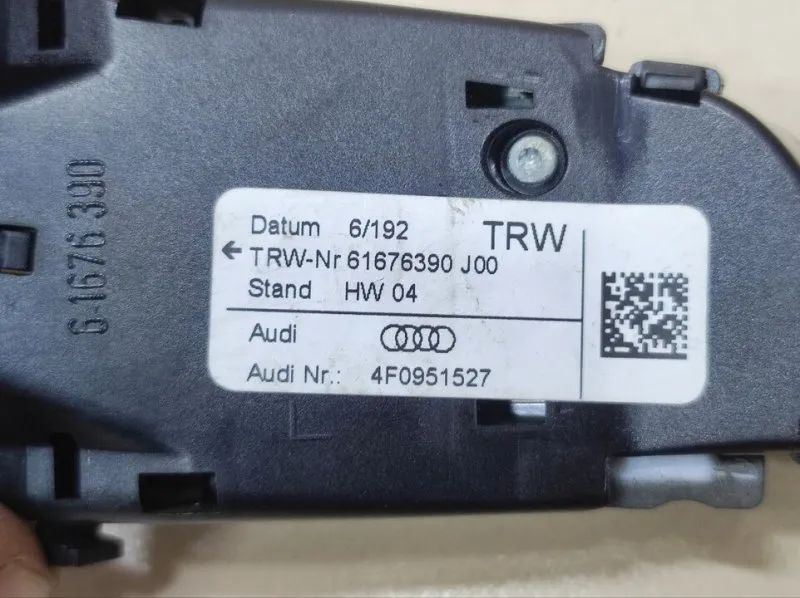 Datum 6/192 TRW
TRW-Nr 61676390 J00
Stand HW 04
Audi
Audi Nr.: 4F0951527
6-1676 390